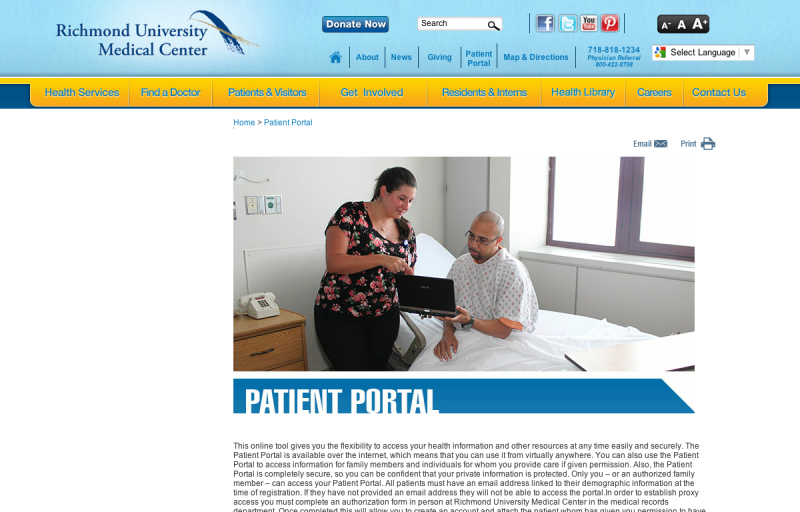 Richmond University
Medical Center
Donate Now
Search
A- A A+
About
News
Giving
Patient
Portal
Map & Directions
718-818-1234
Physician Referral
800-422-8798
Select Language ▼
Health Services
Find a Doctor
Patients & Visitors
Get Involved
Residents & Interns
Health Library
Careers
Contact Us
Home > Patient Portal
Email
Print
PATIENT PORTAL
This online tool gives you the flexibility to access your health information and other resources at any time easily and securely. The
Patient Portal is available over the internet, which means that you can use it from virtually anywhere. You can also use the Patient
Portal to access information for family members and individuals for whom you provide care if given permission. Also, the Patient
Portal is completely secure, so you can be confident that your private information is protected. Only you – or an authorized family
member – can access your Patient Portal. All patients must have an email address linked to their demographic information at the
time of registration. If they have not provided an email address they will not be able to access the portal.In order to establish proxy
access you must complete an authorization form in person at Richmond University Medical Center in the medical records
department. Once completed this will allow you to create an account and attach the patient whom has given you permission to have